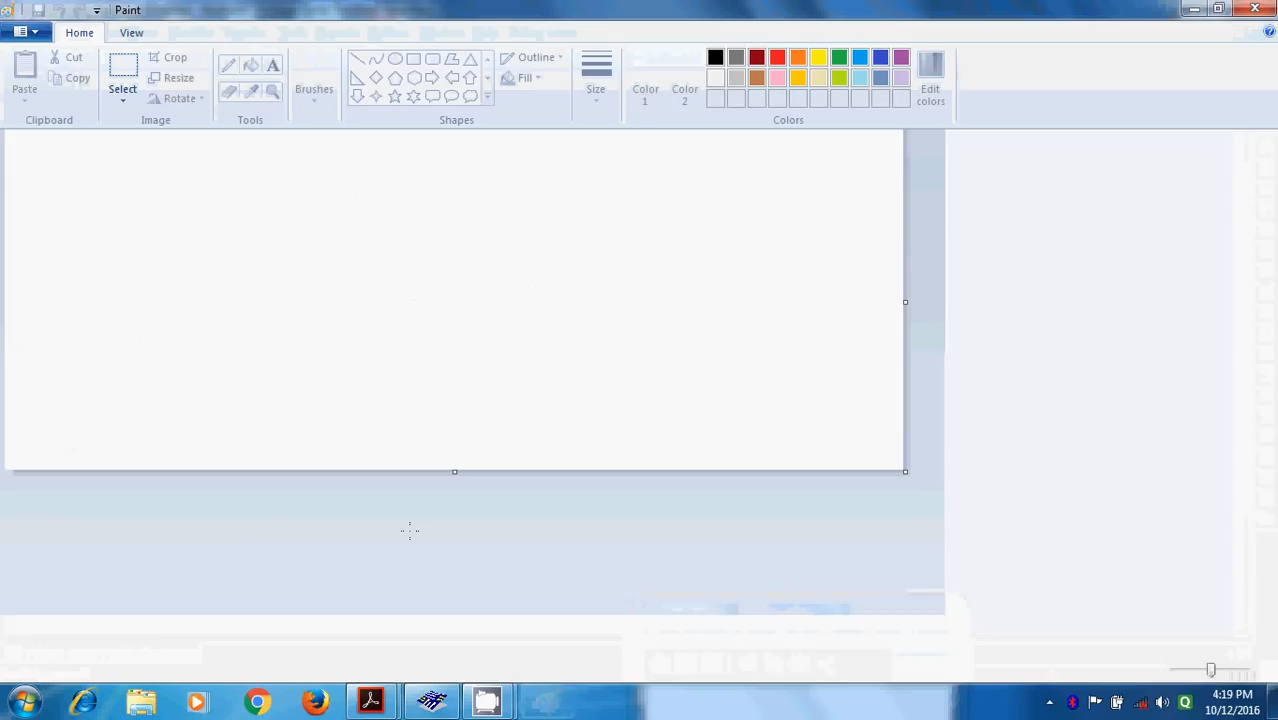 Paint
Home View
Cut
Copy
Paste
Clipboard
Select
Crop
Resize
Rotate
Image
Tools
Brushes
Outline
Fill
Shapes
Size
Color 1
Color 2
Edit colors
Colors
4:19 PM
10/12/2016